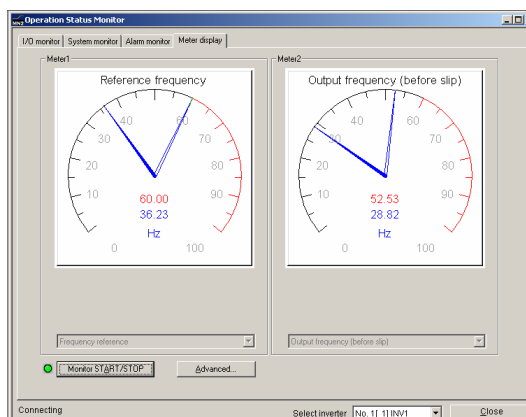 Operation Status Monitor
I/O monitor System monitor Alarm monitor Meter display
Meter1
Reference frequency
0 10 20 30 40 60 70 80 90 100
60.00
36.23
Hz
Frequency reference
Meter2
Output frequency (before slip)
0 10 20 30 40 60 70 80 90 100
52.53
28.82
Hz
Output frequency (before slip)
Monitor START/STOP Advanced...
Connecting
Select inverter No. 1[ 1] INV1 Close